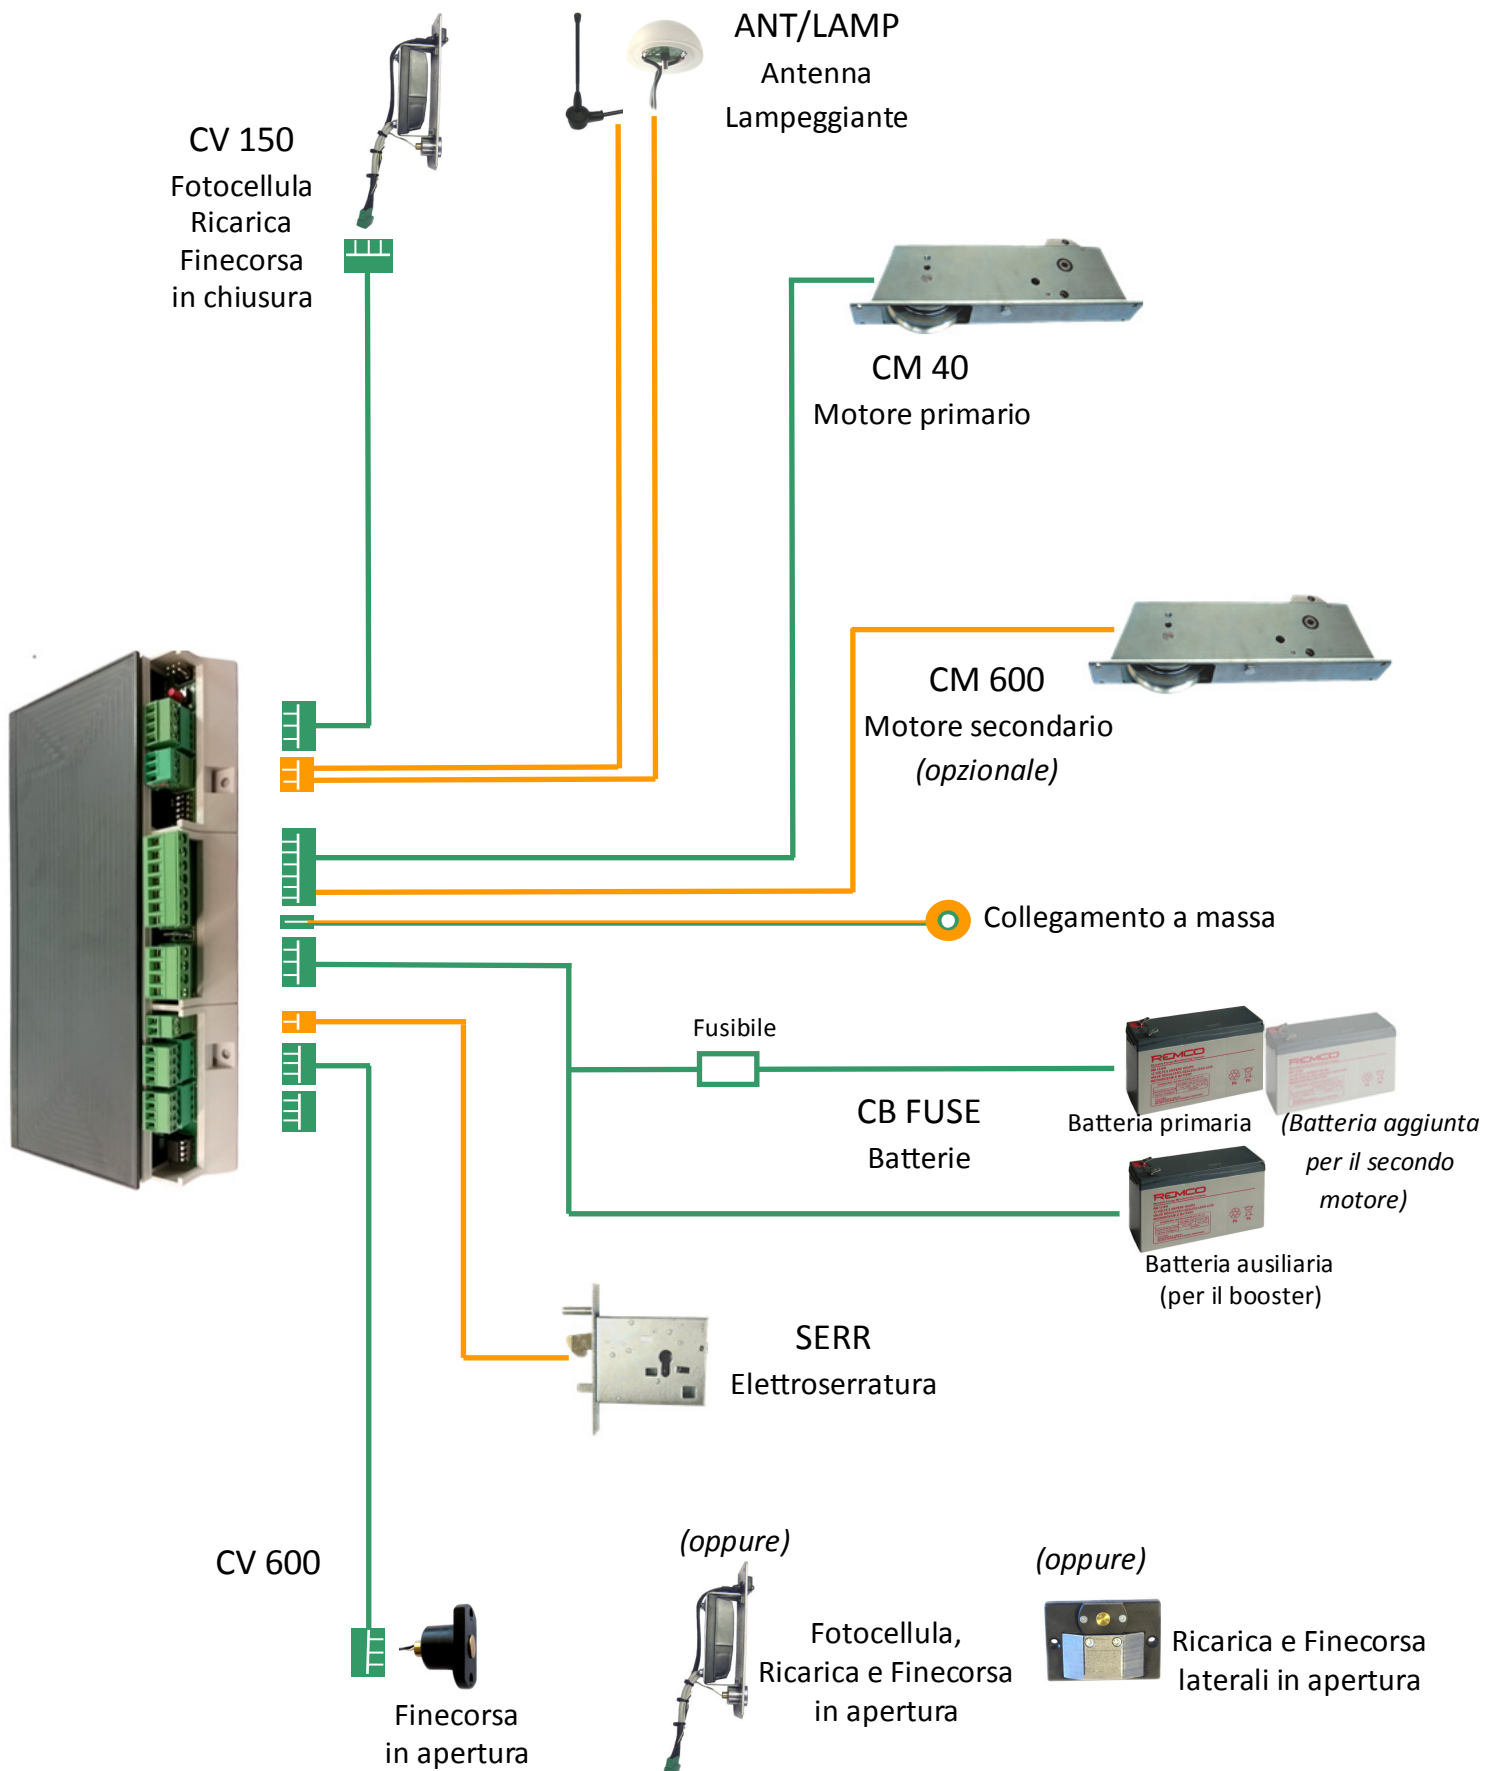 ANT/LAMP
Antenna
Lampeggiante
CV 150
Fotocellula
Ricarica
Finecorsa
in chiusura
CM 40
Motore primario
CM 600
Motore secondario
(opzionale)
Collegamento a massa
Fusibile
CB FUSE
Batterie
REMCO
REMCO
Batteria primaria
(Batteria aggiunta
per il secondo
motore)
REMCO
Batteria ausiliaria
(per il booster)
SERR
Elettroserratura
CV 600
Finecorsa
in apertura
(oppure)
Fotocellula,
Ricarica e Finecorsa
in apertura
(oppure)
Ricarica e Finecorsa
laterali in apertura